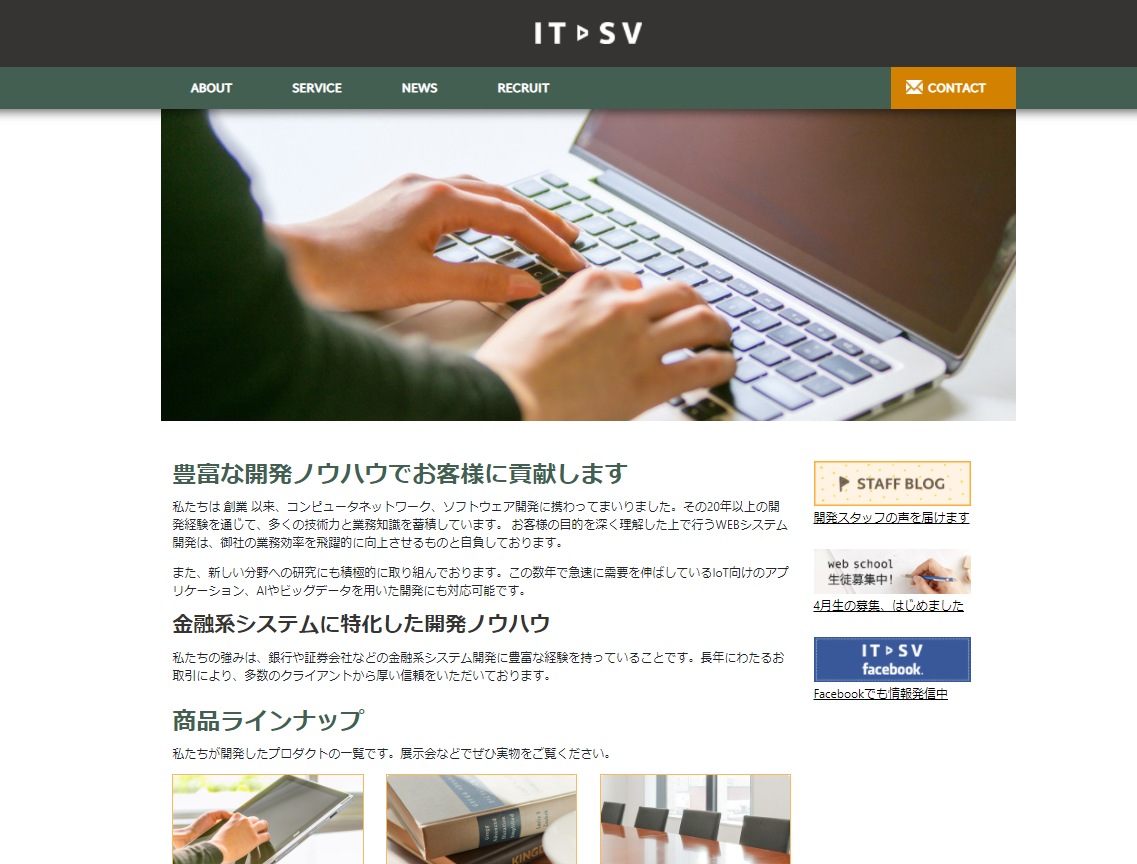 IT SV
ABOUT SERVICE NEWS RECRUIT CONTACT
豊富な開発ノウハウでお客様に貢献します
私たちは 創業 以来、コンピュータネットワーク、ソフトウェア開発に携わってまいりました。その20年以上の開
発経験を通じて、多くの技術力と業務知識を蓄積しています。 お客様の目的を深く理解した上で行うWEBシステム
開発は、御社の業務効率を飛躍的に向上させるものと自負しております。
また、新しい分野への研究にも積極的に取り組んでおります。この数年で急速に需要を伸ばしているIoT向けのアプ
リケーション、AIやビッグデータを用いた開発にも対応可能です。
金融系システムに特化した開発ノウハウ
私たちの強みは、銀行や証券会社などの金融系システム開発に豊富な経験を持っていることです。長年にわたるお
取引により、多数のクライアントから厚い信頼をいただいております。
商品ラインナップ
私たちが開発したプロダクトの一覧です。展示会などでぜひ実物をご覧ください。
KING
STAFF BLOG
開発スタッフの声を届けます
web school
生徒募集中!
4月生の募集、はじめました
IT SV
facebook.
Facebookでも情報発信中